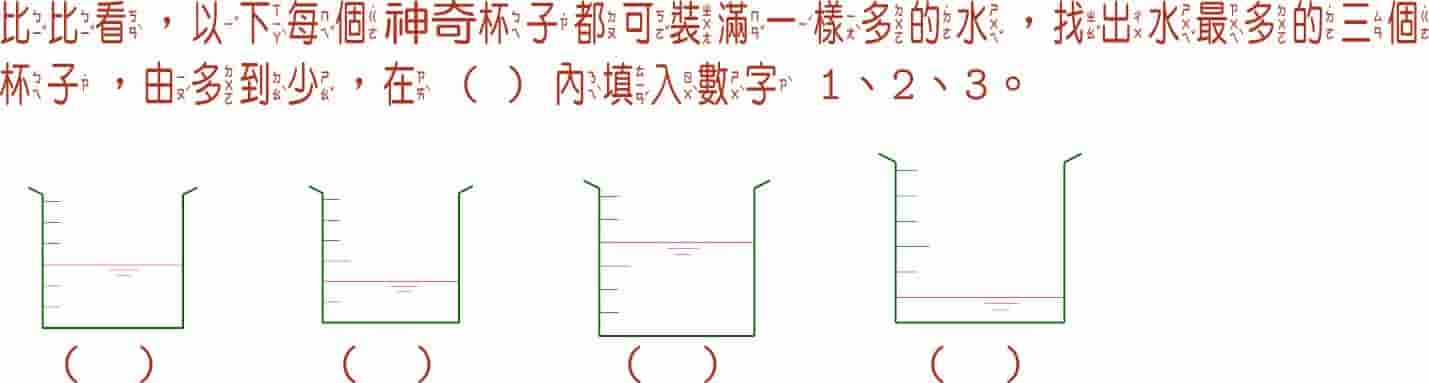 比比看，以下每個神奇杯子都可裝滿一樣多的水，找出水最多的三個
杯子，由多到少，在（ ）內填入數字 1、2、3。
（ ） （ ） （ ） （ ）